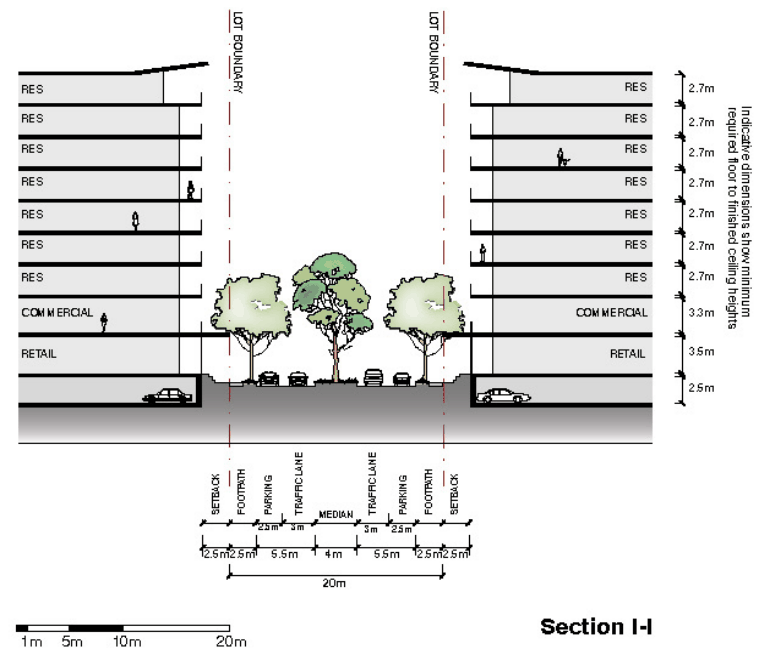 LOT BOUNDARY
LOT BOUNDARY
RES
RES
2.7m
RES
RES
2.7m
RES
RES
2.7m
RES
RES
2.7m
RES
RES
2.7m
RES
RES
2.7m
RES
RES
2.7m
COMMERCIAL
COMMERCIAL
3.3m
RETAIL
RETAIL
3.5m
2.5m
Indicative dimensions show minimum
required floor to finished ceiling heights
SETBACK
FOOTPATH
PARKING
TRAFFIC LANE
MEDIAN
TRAFFIC LANE
PARKING
FOOTPATH
SETBACK
2.5m 3m 3m 2.5m
2.5m 2.5m 5.5m 4m 5.5m 2.5m 2.5m
20m
1m 5m 10m 20m
Section I-I